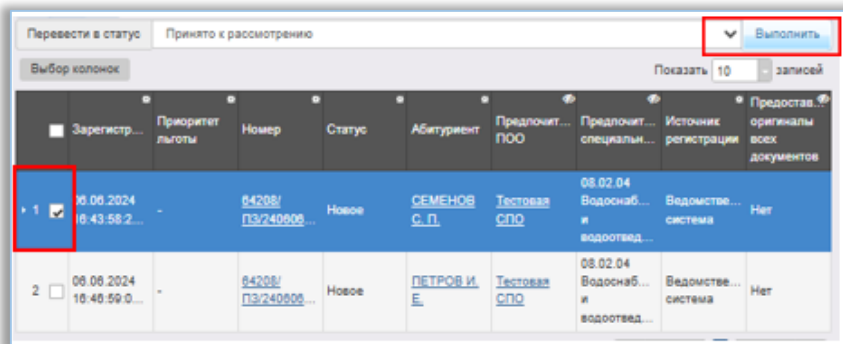 Перевести в статус Принято к рассмотрению Выполнить
Выбор колонок Показать 10 записей
Зарегистр... Приоритет льготы Номер Статус Абитуриент Предпочит... ПОО Предпочит... специальн... Источник регистрации Предостав... оригиналы всех документов
1 06.06.2024 16:43:58:2... - 64208/ ПЗ/240606... Новое СЕМЕНОВ С. П. Тестовая СПО 08.02.04 Водоснаб... и водоотвед... Ведомстве... система Нет
2 06.06.2024 16:46:59:0... - 64208/ ПЗ/240606... Новое ПЕТРОВ И. Е. Тестовая СПО 08.02.04 Водоснаб... и водоотвед... Ведомстве... система Нет